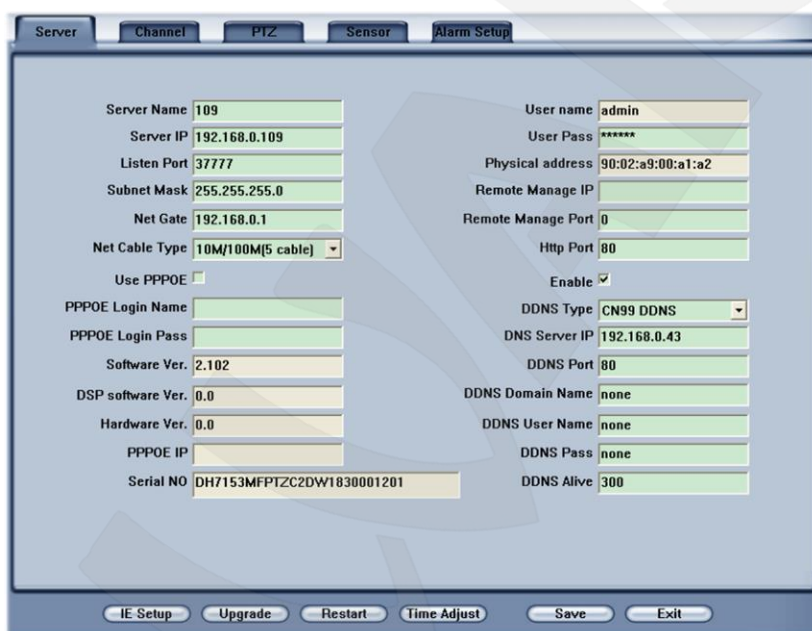 Server Channel PTZ Sensor Alarm Setup
Server Name 109
Server IP 192.168.0.109
Listen Port 37777
Subnet Mask 255.255.255.0
Net Gate 192.168.0.1
Net Cable Type 10M/100M(5 cable)
Use PPPOE
PPPOE Login Name
PPPOE Login Pass
Software Ver. 2.102
DSP software Ver. 0.0
Hardware Ver. 0.0
PPPOE IP
Serial NO DH7153MFPTZC2DW1830001201
User name admin
User Pass ******
Physical address 90:02:a9:00:a1:a2
Remote Manage IP
Remote Manage Port 0
Http Port 80
Enable
DDNS Type CN99 DDNS
DNS Server IP 192.168.0.43
DDNS Port 80
DDNS Domain Name none
DDNS User Name none
DDNS Pass none
DDNS Alive 300
IE Setup Upgrade Restart Time Adjust Save Exit